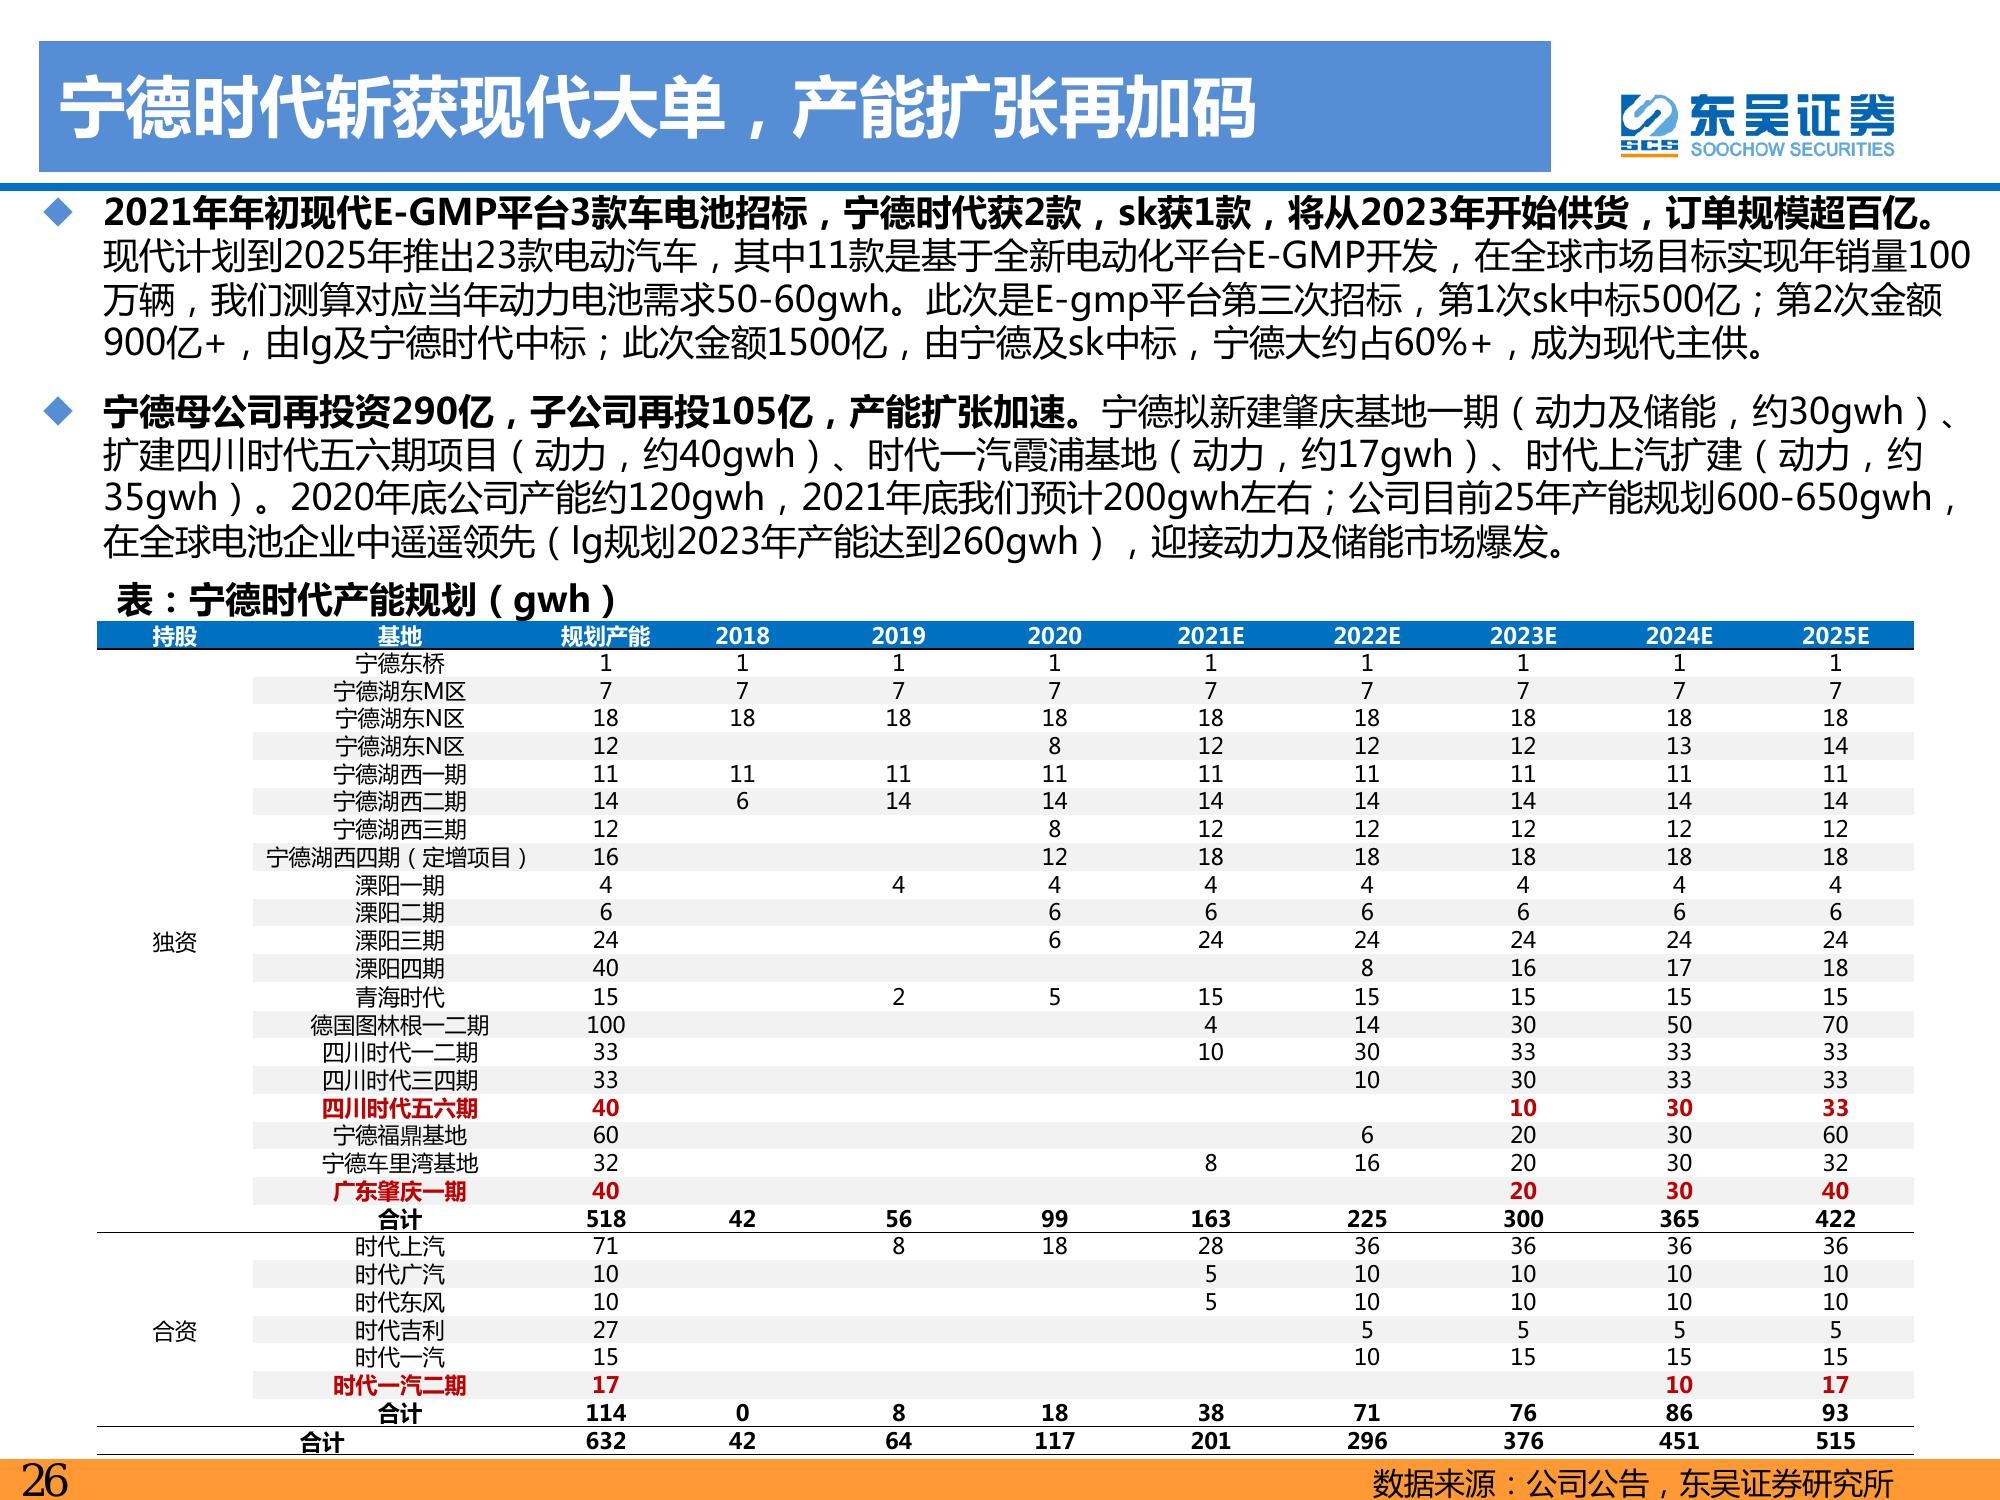 宁德时代斩获现代大单，产能扩张再加码
东吴证券
SCS SOOCHOW SECURITIES
2021年年初现代E-GMP平台3款车电池招标，宁德时代获2款，sk获1款，将从2023年开始供货，订单规模超百亿。
现代计划到2025年推出23款电动汽车，其中11款是基于全新电动化平台E-GMP开发，在全球市场目标实现年销量100
万辆，我们测算对应当年动力电池需求50-60gwh。此次是E-gmp平台第三次招标，第1次sk中标500亿；第2次金额
900亿+，由lg及宁德时代中标；此次金额1500亿，由宁德及sk中标，宁德大约占60%+，成为现代主供。
宁德母公司再投资290亿，子公司再投105亿，产能扩张加速。宁德拟新建肇庆基地一期（动力及储能，约30gwh）、
扩建四川时代五六期项目（动力，约40gwh）、时代一汽霞浦基地（动力，约17gwh）、时代上汽扩建（动力，约
35gwh）。2020年底公司产能约120gwh，2021年底我们预计200gwh左右；公司目前25年产能规划600-650gwh，
在全球电池企业中遥遥领先（lg规划2023年产能达到260gwh），迎接动力及储能市场爆发。
表：宁德时代产能规划（gwh）
持股 基地 规划产能 2018 2019 2020 2021E 2022E 2023E 2024E 2025E
宁德东桥 1 1 1 1 1 1 1 1 1
宁德湖东M区 7 7 7 7 7 7 7 7 7
宁德湖东N区 18 18 18 18 18 18 18 18 18
宁德湖东N区 12 8 12 12 12 13 14
宁德湖西一期 11 11 11 11 11 11 11 11 11
宁德湖西二期 14 6 14 14 14 14 14 14 14
宁德湖西三期 12 8 12 12 12 12 12
宁德湖西四期（定增项目） 16 12 18 18 18 18 18
溧阳一期 4 4 4 4 4 4 4 4
溧阳二期 6 6 6 6 6 6 6
独资 溧阳三期 24 6 24 24 24 24 24
溧阳四期 40 8 16 17 18
青海时代 15 2 5 15 15 15 15 15
德国图林根一二期 100 4 14 30 50 70
四川时代一二期 33 10 30 33 33 33
四川时代三四期 33 10 30 33 33
四川时代五六期 40 10 30 33
宁德福鼎基地 60 6 20 30 60
宁德车里湾基地 32 8 16 20 30 32
广东肇庆一期 40 20 30 40
合计 518 42 56 99 163 225 300 365 422
时代上汽 71 8 18 28 36 36 36 36
时代广汽 10 5 10 10 10 10
时代东风 10 5 10 10 10 10
合资 时代吉利 27 5 5 5 5
时代一汽 15 10 15 15 15
时代一汽二期 17 10 17
合计 114 0 8 18 38 71 76 86 93
合计 632 42 64 117 201 296 376 451 515
26
数据来源：公司公告，东吴证券研究所